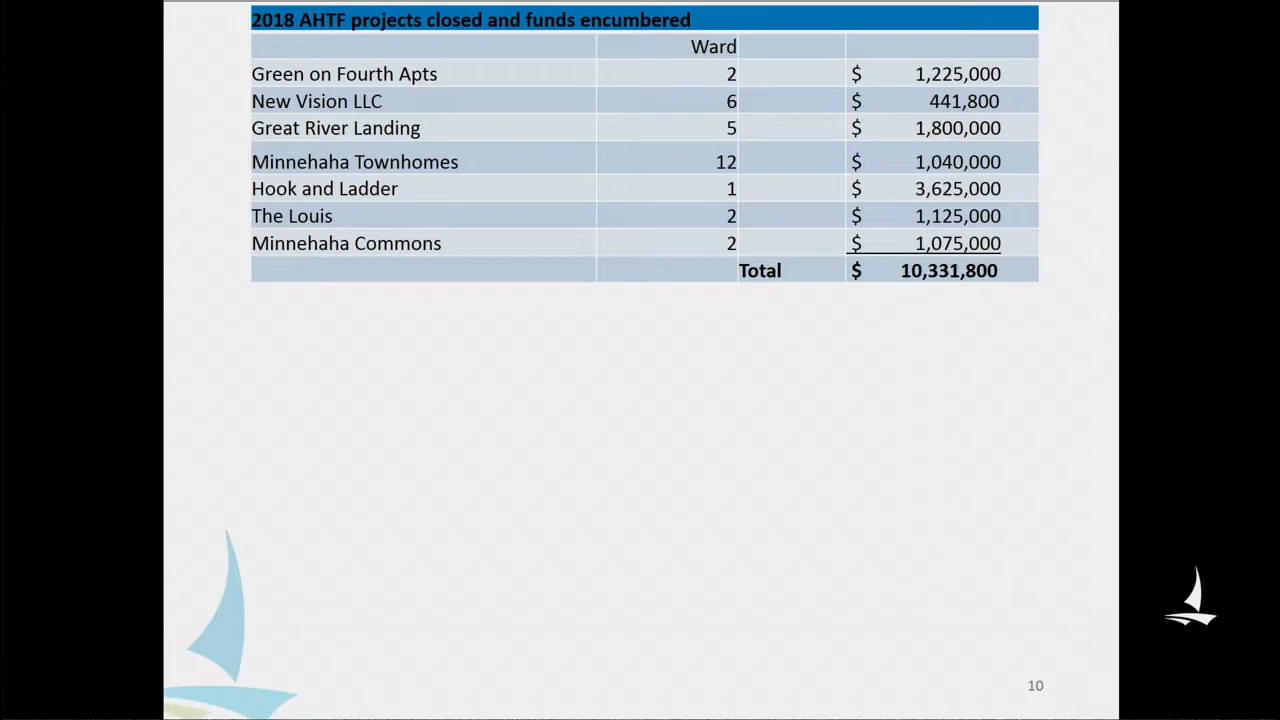 2018 AHTF projects closed and funds encumbered
Ward
Green on Fourth Apts 2 $ 1,225,000
New Vision LLC 6 $ 441,800
Great River Landing 5 $ 1,800,000
Minnehaha Townhomes 12 $ 1,040,000
Hook and Ladder 1 $ 3,625,000
The Louis 2 $ 1,125,000
Minnehaha Commons 2 $ 1,075,000
Total $ 10,331,800
10